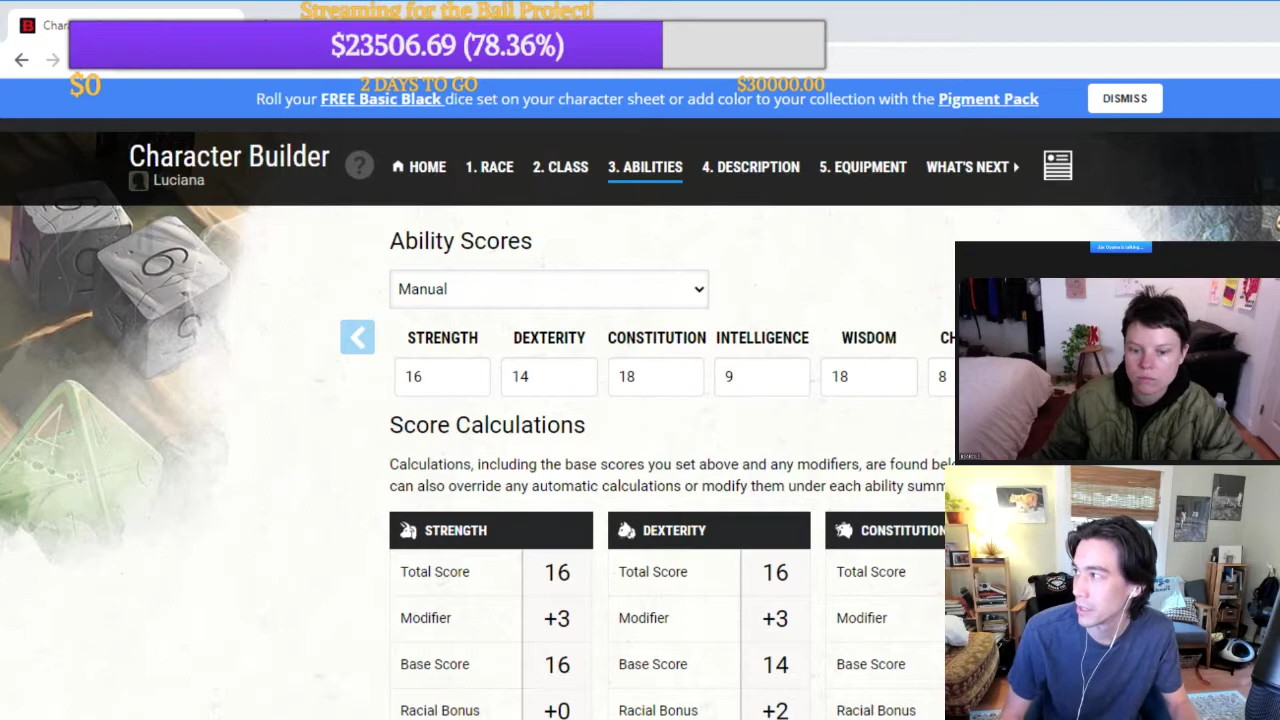 Streaming for the Bail Project!
Char
$23506.69 (78.36%)
$0
2 DAYS TO GO
$30000.00
Roll your FREE Basic Black dice set on your character sheet or add color to your collection with the Pigment Pack
DISMISS
Character Builder
Luciana
?
HOME
1. RACE
2. CLASS
3. ABILITIES
4. DESCRIPTION
5. EQUIPMENT
WHAT'S NEXT
Ability Scores
Manual
STRENGTH DEXTERITY CONSTITUTION INTELLIGENCE WISDOM CH
16 14 18 9 18 8
Score Calculations
Calculations, including the base scores you set above and any modifiers, are found bel
can also override any automatic calculations or modify them under each ability summ
STRENGTH DEXTERITY CONSTITUTION
Total Score 16 Total Score 16 Total Score
Modifier +3 Modifier +3 Modifier
Base Score 16 Base Score 14 Base Score
Racial Bonus +0 Racial Bonus +2 Racial Bonus